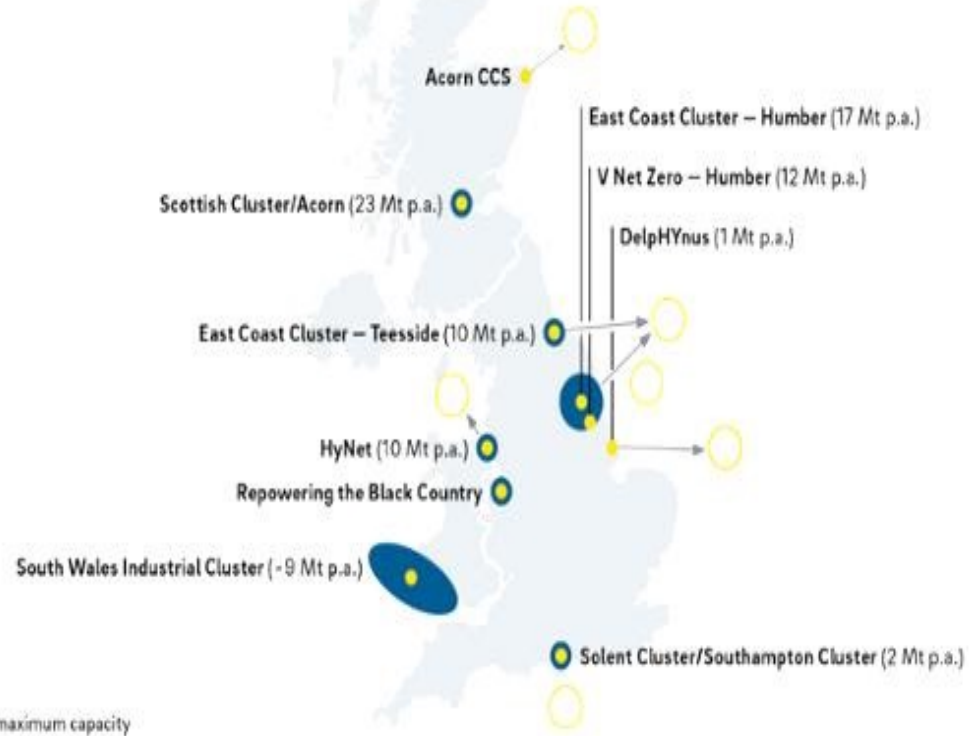 Acorn CCS
East Coast Cluster – Humber (17 Mt p.a.)
V Net Zero – Humber (12 Mt p.a.)
Scottish Cluster/Acorn (23 Mt p.a.)
DelpHYnus (1 Mt p.a.)
East Coast Cluster – Teesside (10 Mt p.a.)
HyNet (10 Mt p.a.)
Repowering the Black Country
South Wales Industrial Cluster (~9 Mt p.a.)
Solent Cluster/Southampton Cluster (2 Mt p.a.)
maximum capacity